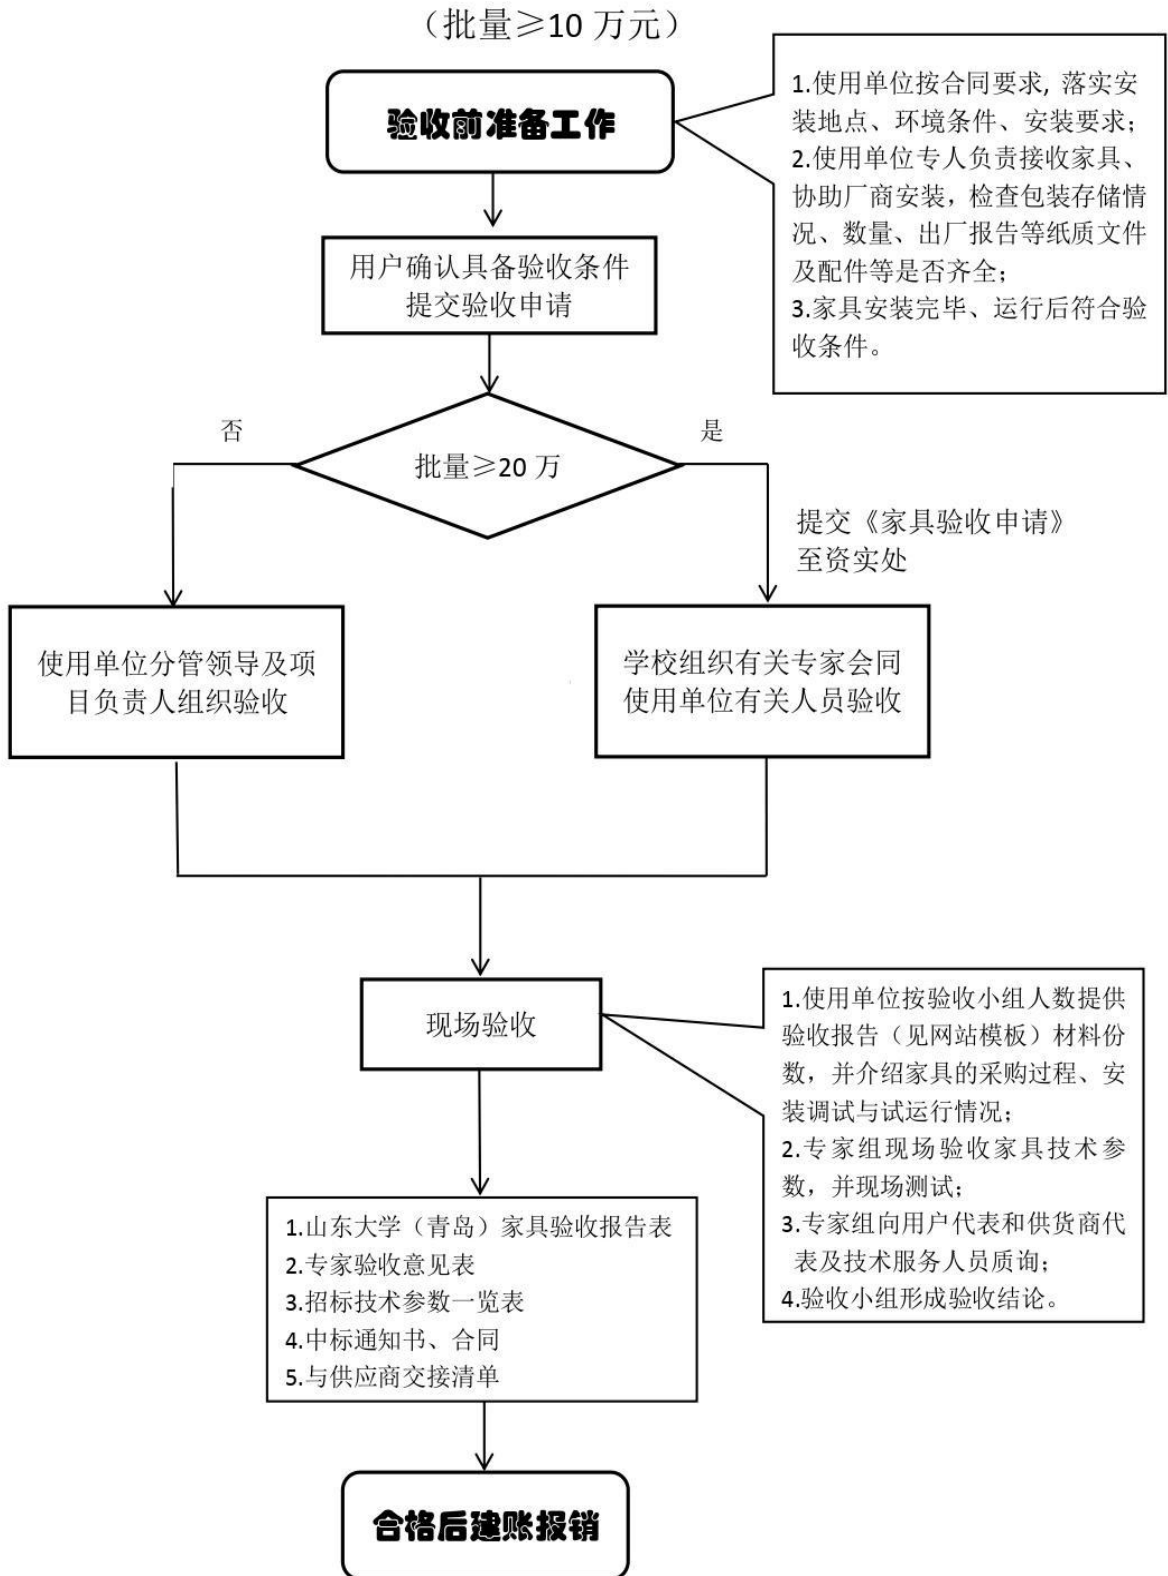 （批量≥10 万元）
验收前准备工作
1.使用单位按合同要求, 落实安
装地点、环境条件、安装要求；
2.使用单位专人负责接收家具、
协助厂商安装，检查包装存储情
况、数量、出厂报告等纸质文件
及配件等是否齐全；
3.家具安装完毕、运行后符合验
收条件。
用户确认具备验收条件
提交验收申请
否
是
批量≥20 万
提交《家具验收申请》
至资实处
使用单位分管领导及项
目负责人组织验收
学校组织有关专家会同
使用单位有关人员验收
现场验收
1.使用单位按验收小组人数提供
验收报告（见网站模板）材料份
数，并介绍家具的采购过程、安
装调试与试运行情况；
2.专家组现场验收家具技术参
数，并现场测试；
3.专家组向用户代表和供货商代
表及技术服务人员质询；
4.验收小组形成验收结论。
1.山东大学（青岛）家具验收报告表
2.专家验收意见表
3.招标技术参数一览表
4.中标通知书、合同
5.与供应商交接清单
合格后建账报销